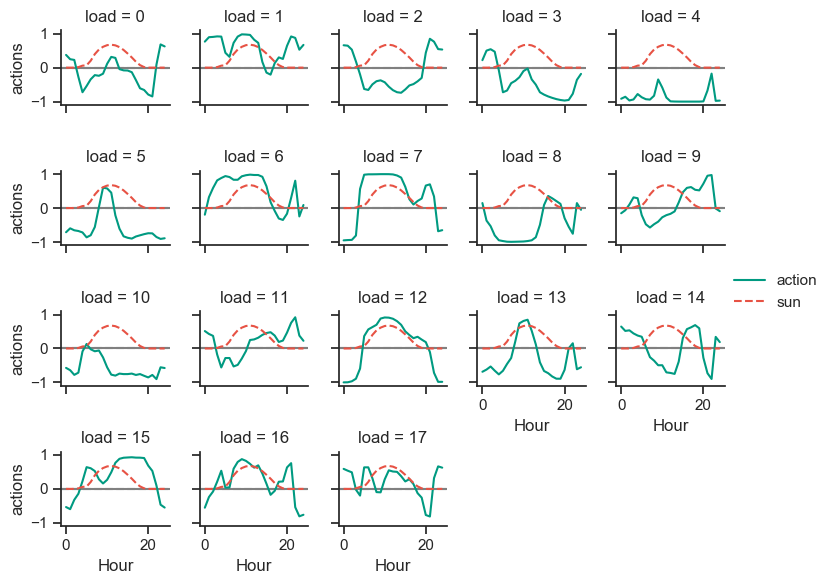 load = 0 load = 1 load = 2 load = 3 load = 4
1
0
−1
actions
load = 5 load = 6 load = 7 load = 8 load = 9
1
0
−1
actions
action
sun
load = 10 load = 11 load = 12 load = 13 load = 14
1
0
−1
actions
0 20 0 20
Hour Hour
load = 15 load = 16 load = 17
1
0
−1
actions
0 20 0 20 0 20
Hour Hour Hour